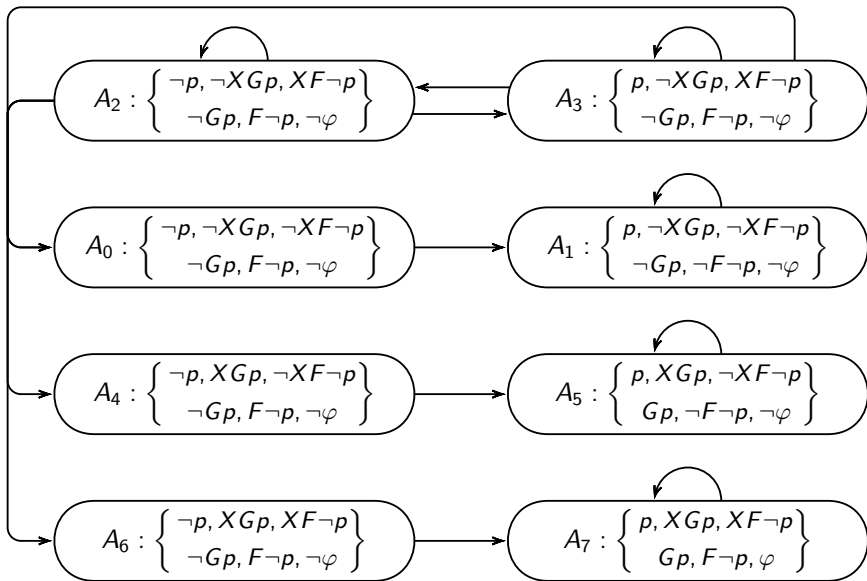 A₂ : { ¬p, ¬XGp, XF¬p
¬Gp, F¬p, ¬φ }
A₃ : { p, ¬XGp, XF¬p
¬Gp, F¬p, ¬φ }
A₀ : { ¬p, ¬XGp, ¬XF¬p
¬Gp, F¬p, ¬φ }
A₁ : { p, ¬XGp, ¬XF¬p
¬Gp, ¬F¬p, ¬φ }
A₄ : { ¬p, XGp, ¬XF¬p
¬Gp, F¬p, ¬φ }
A₅ : { p, XGp, ¬XF¬p
Gp, ¬F¬p, ¬φ }
A₆ : { ¬p, XGp, XF¬p
¬Gp, F¬p, ¬φ }
A₇ : { p, XGp, XF¬p
Gp, F¬p, φ }